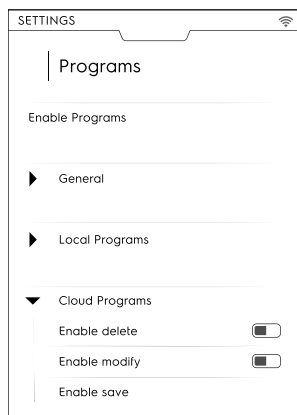 SETTINGS
Programs
Enable Programs
General
Local Programs
Cloud Programs
Enable delete
Enable modify
Enable save